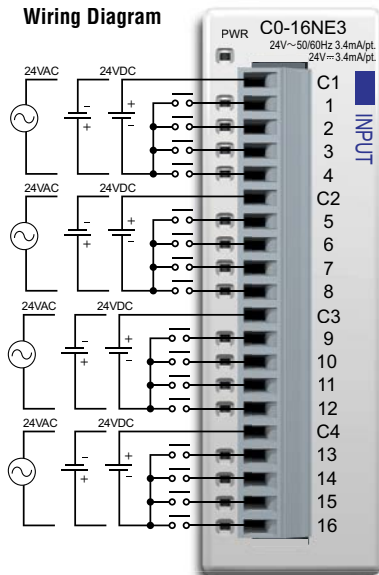 Wiring Diagram
PWR C0-16NE3
24V~50/60Hz 3.4mA/pt.
24V⎓3.4mA/pt.
24VAC 24VDC
C1
1
2
3
4
INPUT
24VAC 24VDC
C2
5
6
7
8
24VAC 24VDC
C3
9
10
11
12
24VAC 24VDC
C4
13
14
15
16